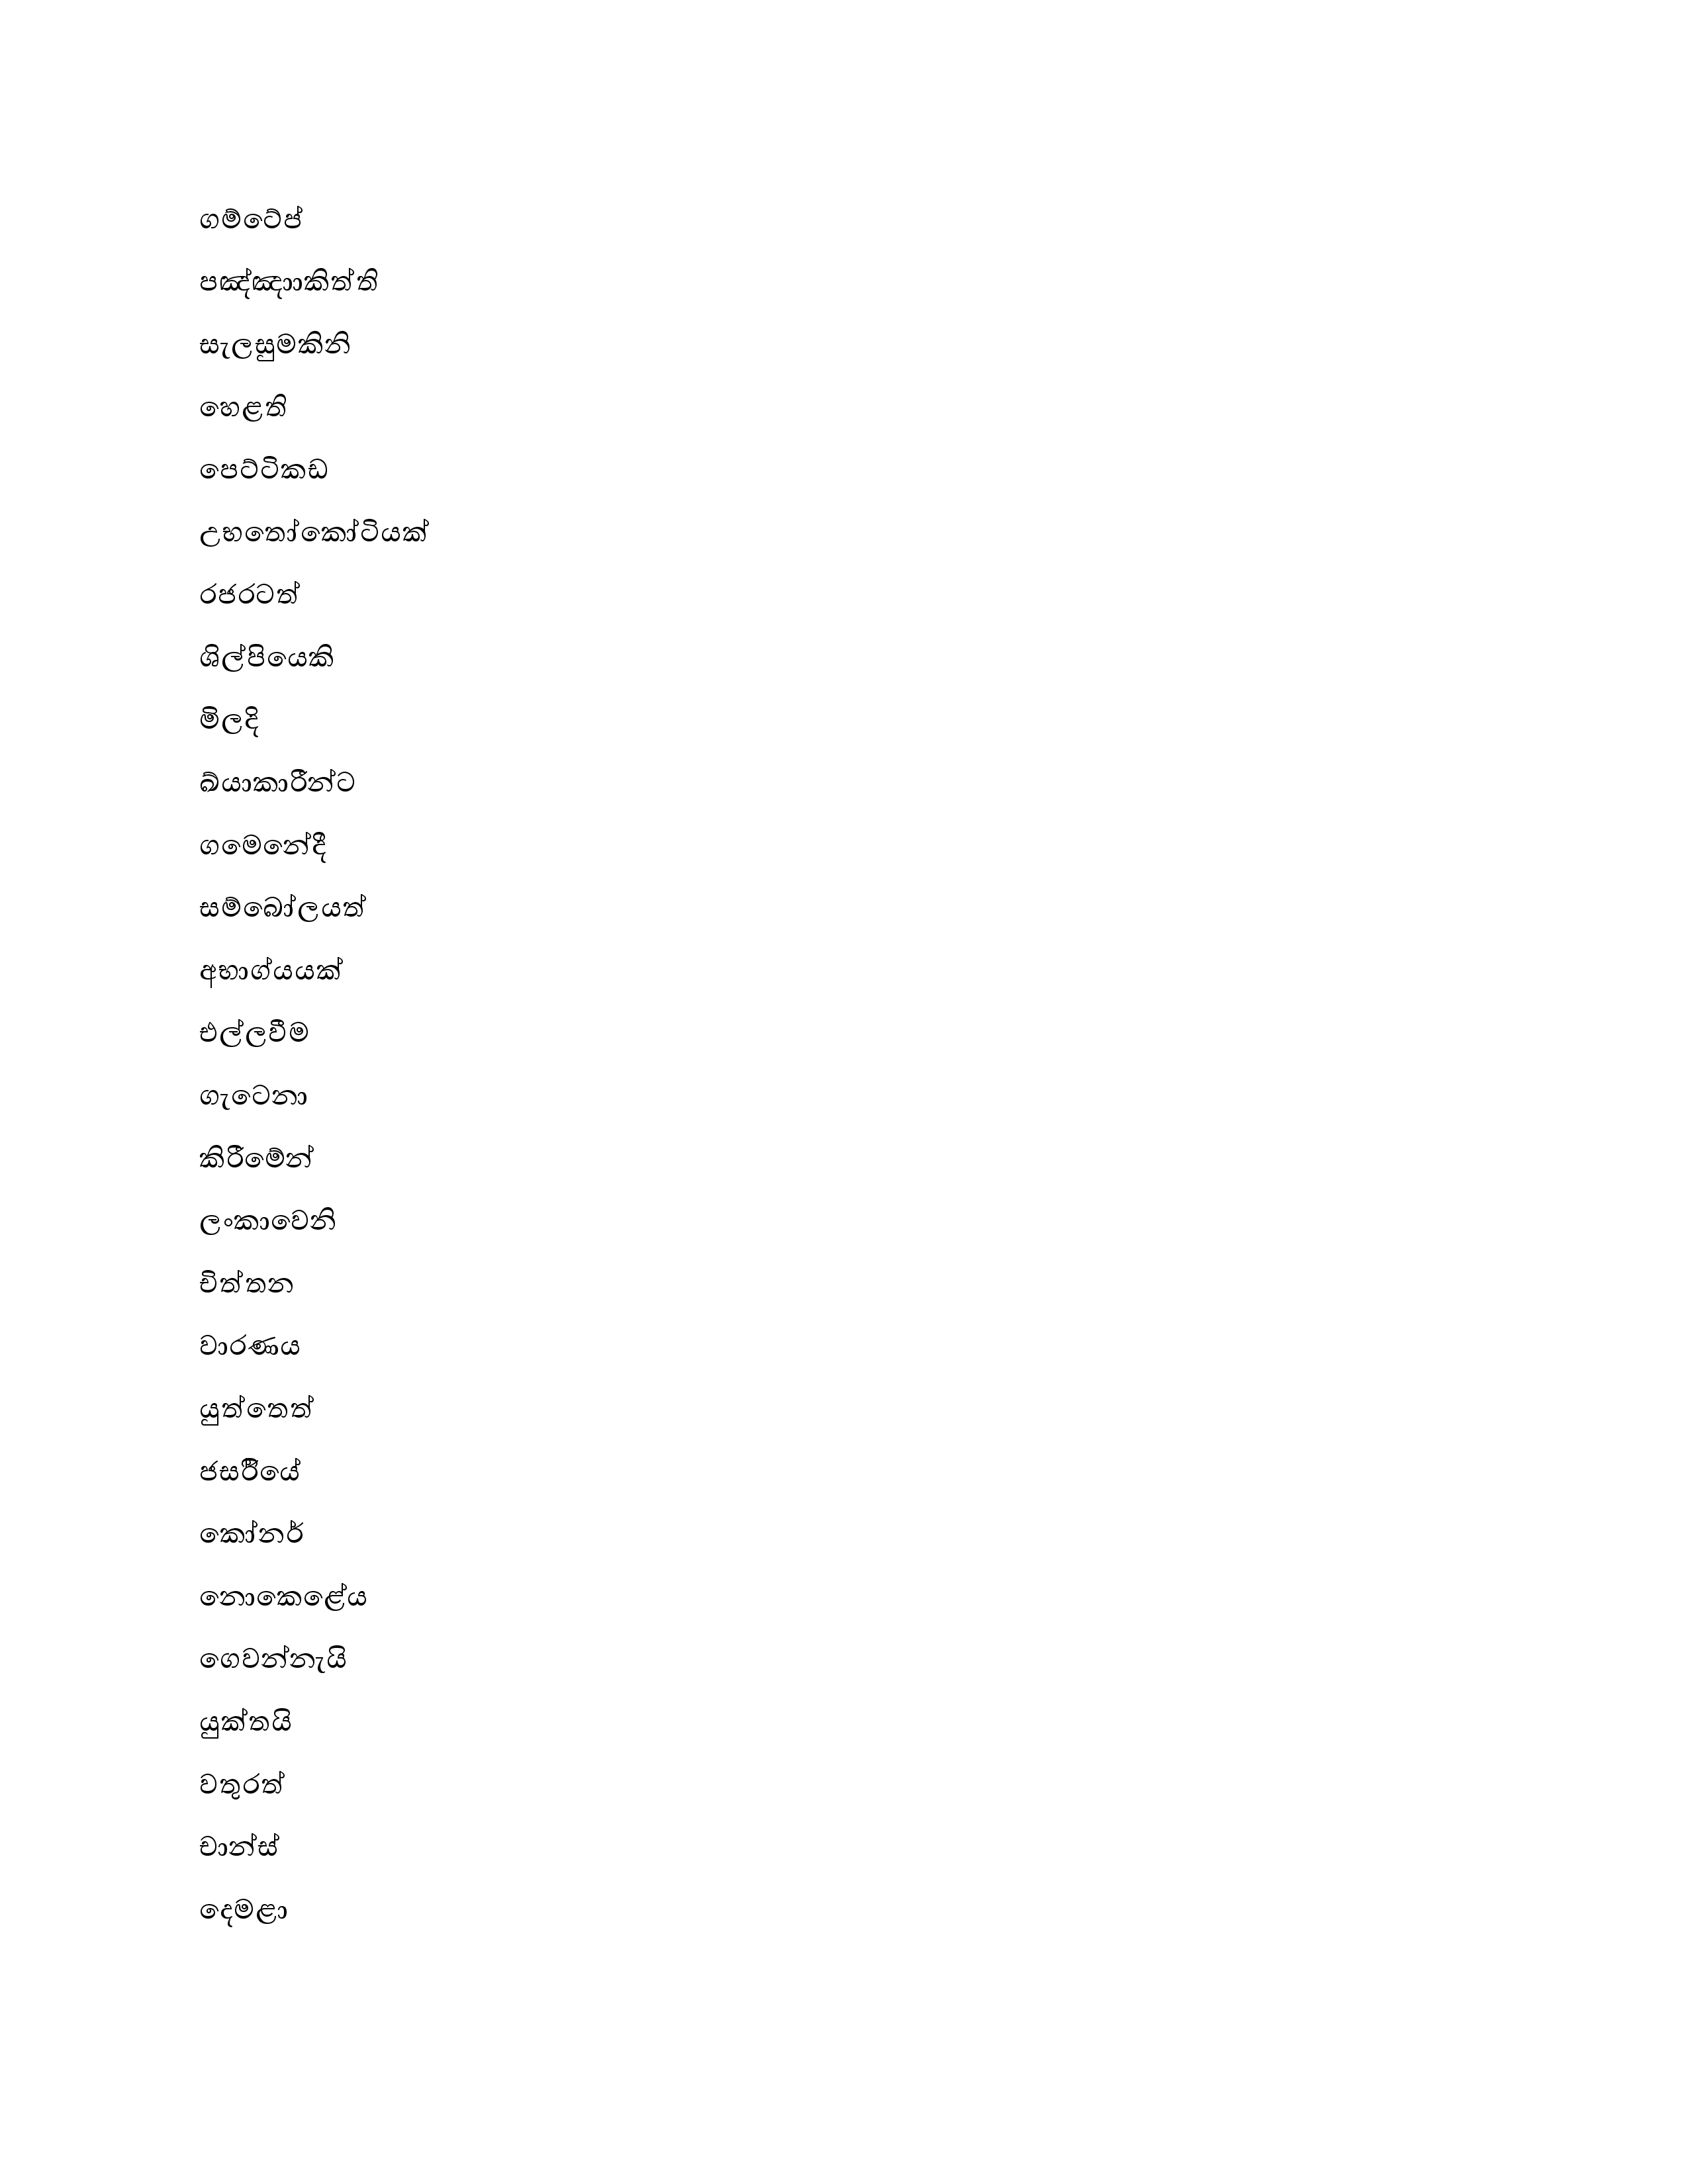 ගම්ටේප්
පඤ්ඤාාකිත්ති
සැලසුමකිනි
හෙළති
පෙට්ටිකඩ
උභතෝකෝටියක්
රජරටත්
ශිල්පියෙකි
මිලදි
ඛ්යාකාරීන්ට
ගමෙනේදී
සම්බෝලයත්
අභාග්යයක්
එල්ලවීම
ගැටෙනා
කිරීමේන්
ලංකාවෙනි
චිත්තන
වාරණය
යුත්තෙත්
ජසරීියේ
කෝනර්
නොකෙළේය
ගෙවන්නැයි
යුක්තයි
වතුරත්
චාන්ස්
දෙමළා